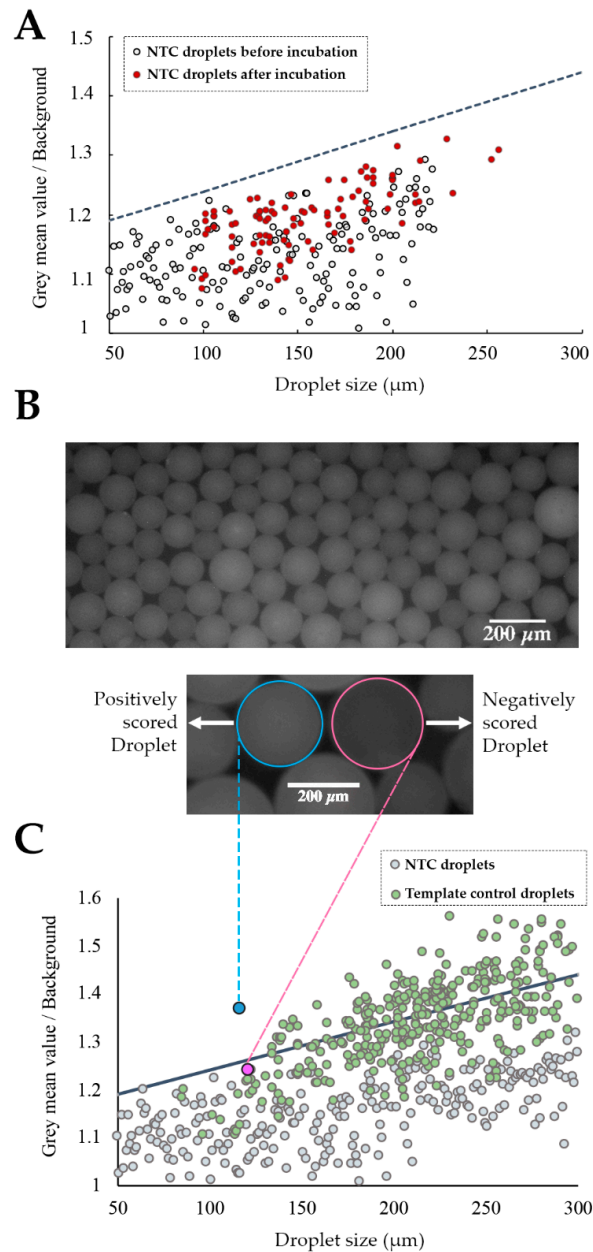 A
1.5
1.4
1.3
1.2
1.1
1
Grey mean value / Background
NTC droplets before incubation
NTC droplets after incubation
50
100
150
200
250
300
Droplet size (µm)
B
200 µm
Positively
scored
Droplet
Negatively
scored
Droplet
200 µm
C
NTC droplets
Template control droplets
1.6
1.5
1.4
1.3
1.2
1.1
1
Grey mean value / Background
50
100
150
200
250
300
Droplet size (µm)